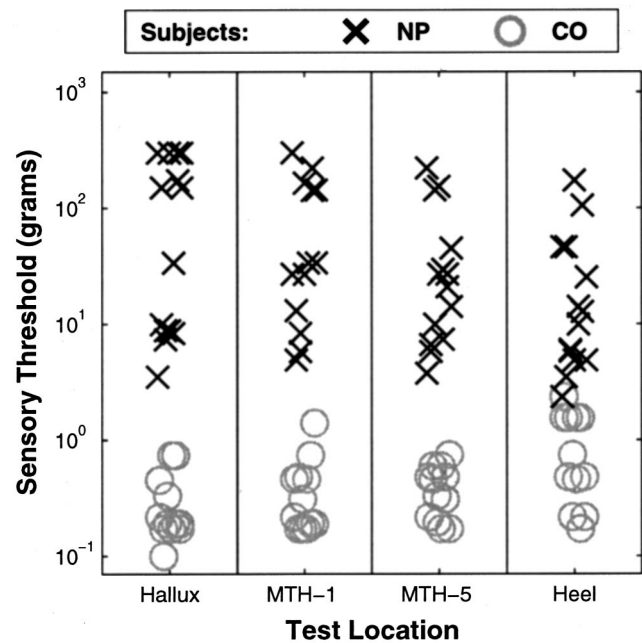 Subjects: NP CO
Sensory Threshold (grams)
10³
10²
10¹
10⁰
10⁻¹
Hallux MTH−1 MTH−5 Heel
Test Location